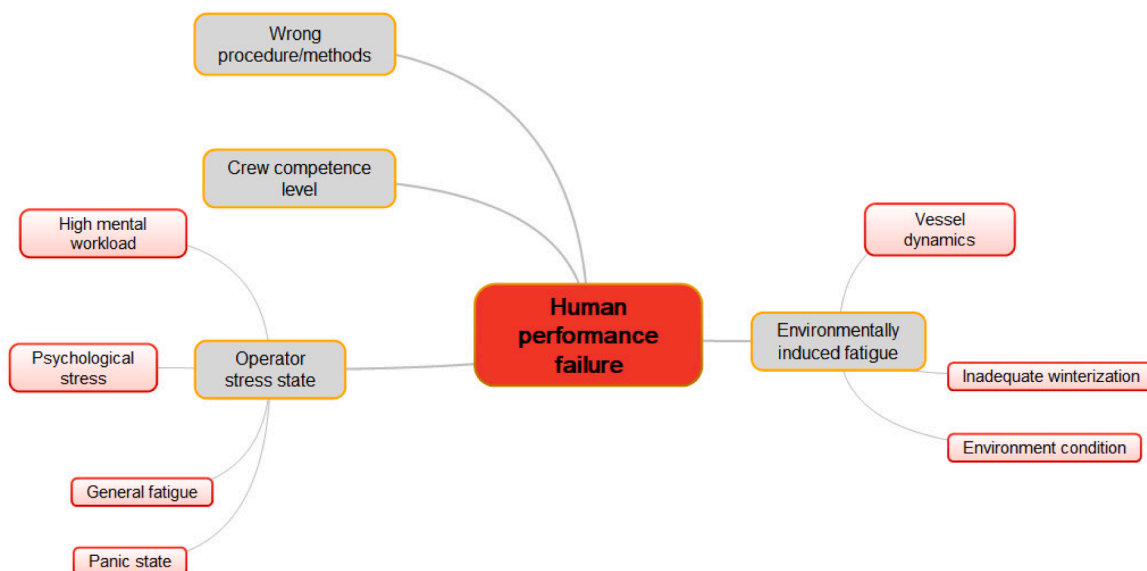 Wrong
procedure/methods
Crew competence
level
High mental
workload
Vessel
dynamics
Human
performance
failure
Environmentally
induced fatigue
Psychological
stress
Operator
stress state
Inadequate winterization
Environment condition
General fatigue
Panic state